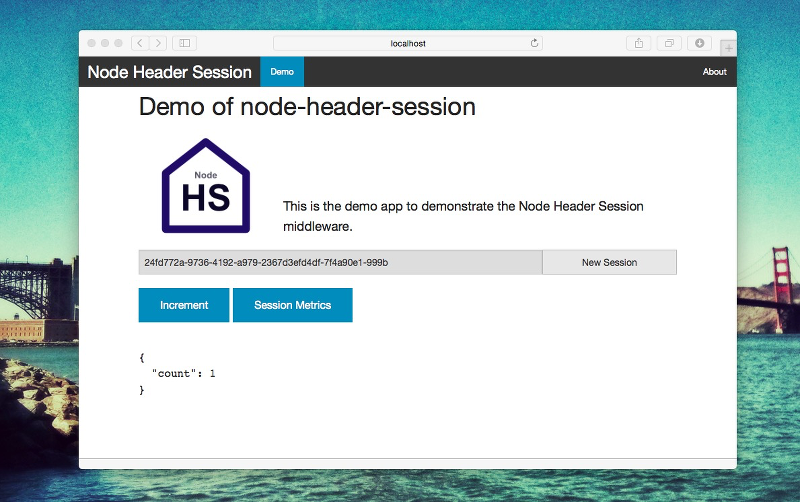 localhost
Node Header Session Demo About
Demo of node-header-session
Node
HS
This is the demo app to demonstrate the Node Header Session
middleware.
24fd772a-9736-4192-a979-2367d3efd4df-7f4a90e1-999b New Session
Increment Session Metrics
{
"count": 1
}